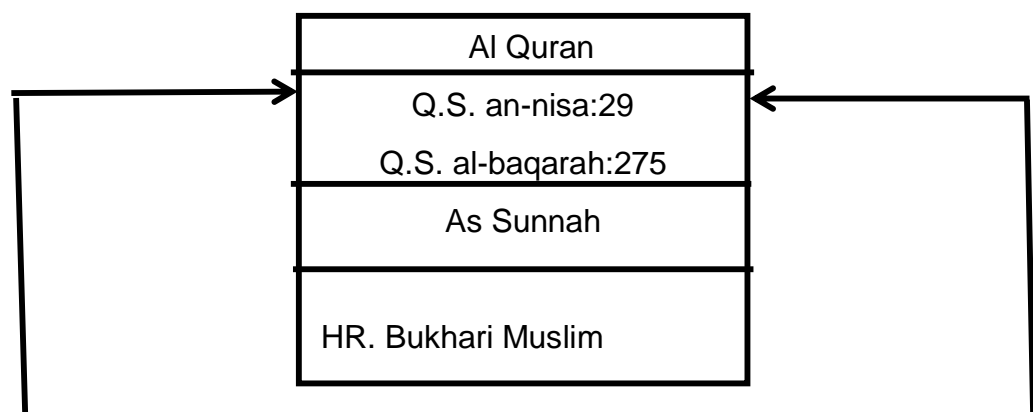 Al Quran
Q.S. an-nisa:29
Q.S. al-baqarah:275
As Sunnah
HR. Bukhari Muslim